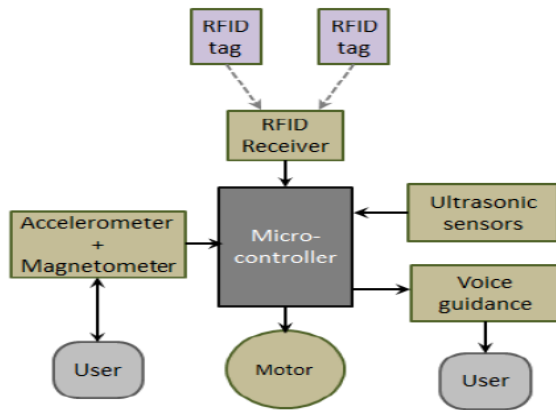 RFID
tag
RFID
tag
RFID
Receiver
Accelerometer
+
Magnetometer
Micro-
controller
Ultrasonic
sensors
Voice
guidance
User
Motor
User